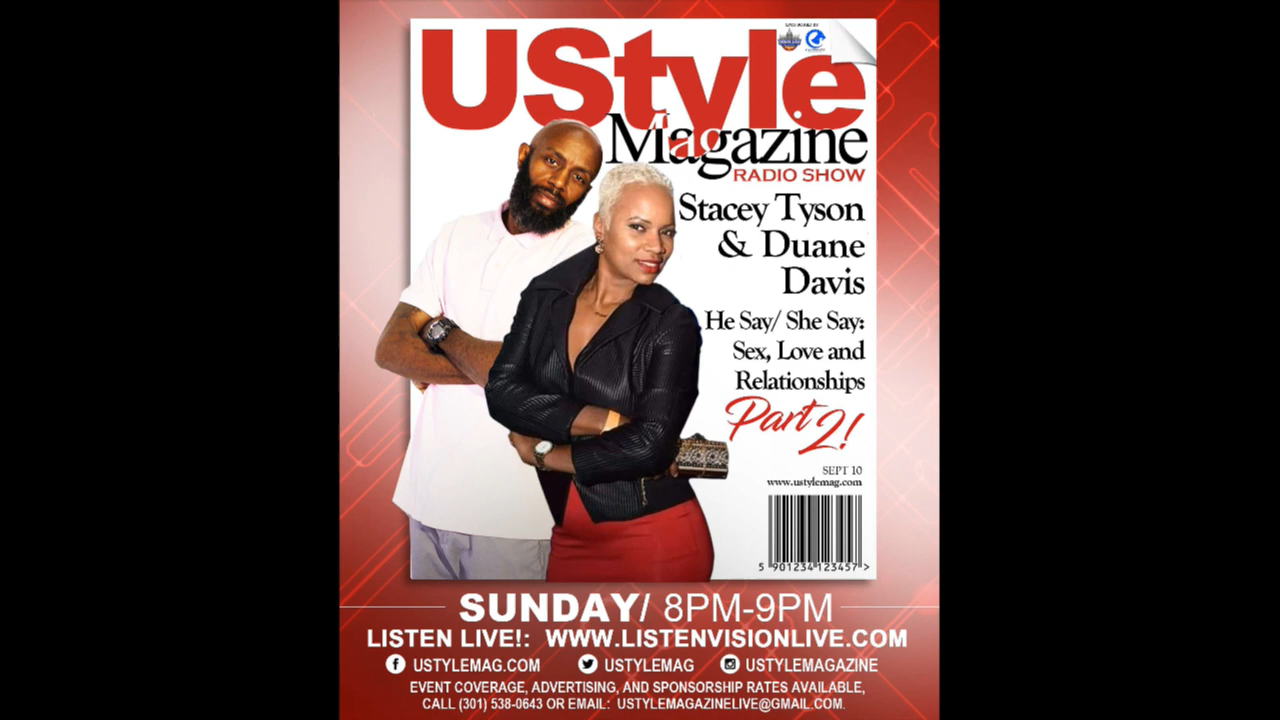 UStyle
Magazine
RADIO SHOW
Stacey Tyson
& Duane
Davis
He Say/ She Say:
Sex, Love and
Relationships
Part 2!
SEPT 10
www.ustylemag.com
5 901234 123457 >
SUNDAY/ 8PM-9PM
LISTEN LIVE!: WWW.LISTENVISIONLIVE.COM
USTYLEMAG.COM USTYLEMAG USTYLEMAGAZINE
EVENT COVERAGE, ADVERTISING, AND SPONSORSHIP RATES AVAILABLE,
CALL (301) 538-0643 OR EMAIL: USTYLEMAGAZINELIVE@GMAIL.COM.